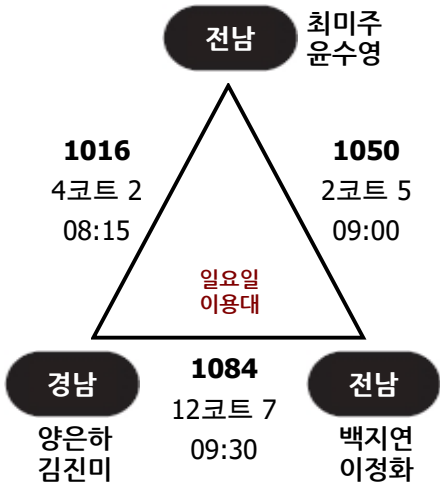 전남
최미주
윤수영
1016
4코트 2
08:15
1050
2코트 5
09:00
일요일
이용대
경남
양은하
김진미
1084
12코트 7
09:30
전남
백지연
이정화